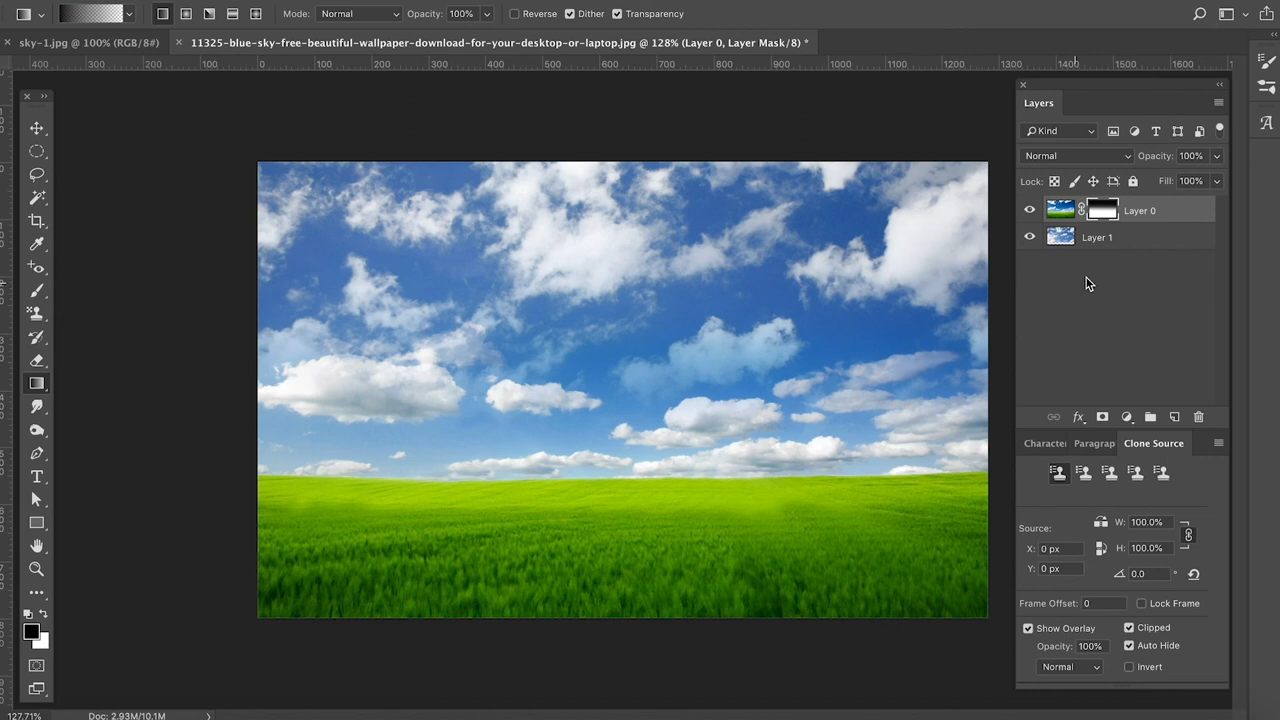 Mode: Normal Opacity: 100% Reverse Dither Transparency
sky-1.jpg @ 100% (RGB/8#) 11325-blue-sky-free-beautiful-wallpaper-download-for-your-desktop-or-laptop.jpg @ 128% (Layer 0, Layer Mask/8) *
400 300 200 100 0 100 200 300 400 500 600 700 800 900 1000 1100 1200 1300 1400 1500 1600
Layers
Kind
Normal Opacity: 100%
Lock: Fill: 100%
Layer 0
Layer 1
fx
Character Paragrap Clone Source
Source: W: 100.0%
X: 0 px H: 100.0%
Y: 0 px 0.0 °
Frame Offset: 0 Lock Frame
Show Overlay Clipped
Opacity: 100% Auto Hide
Normal Invert
127.71% Doc: 2.93M/10.1M